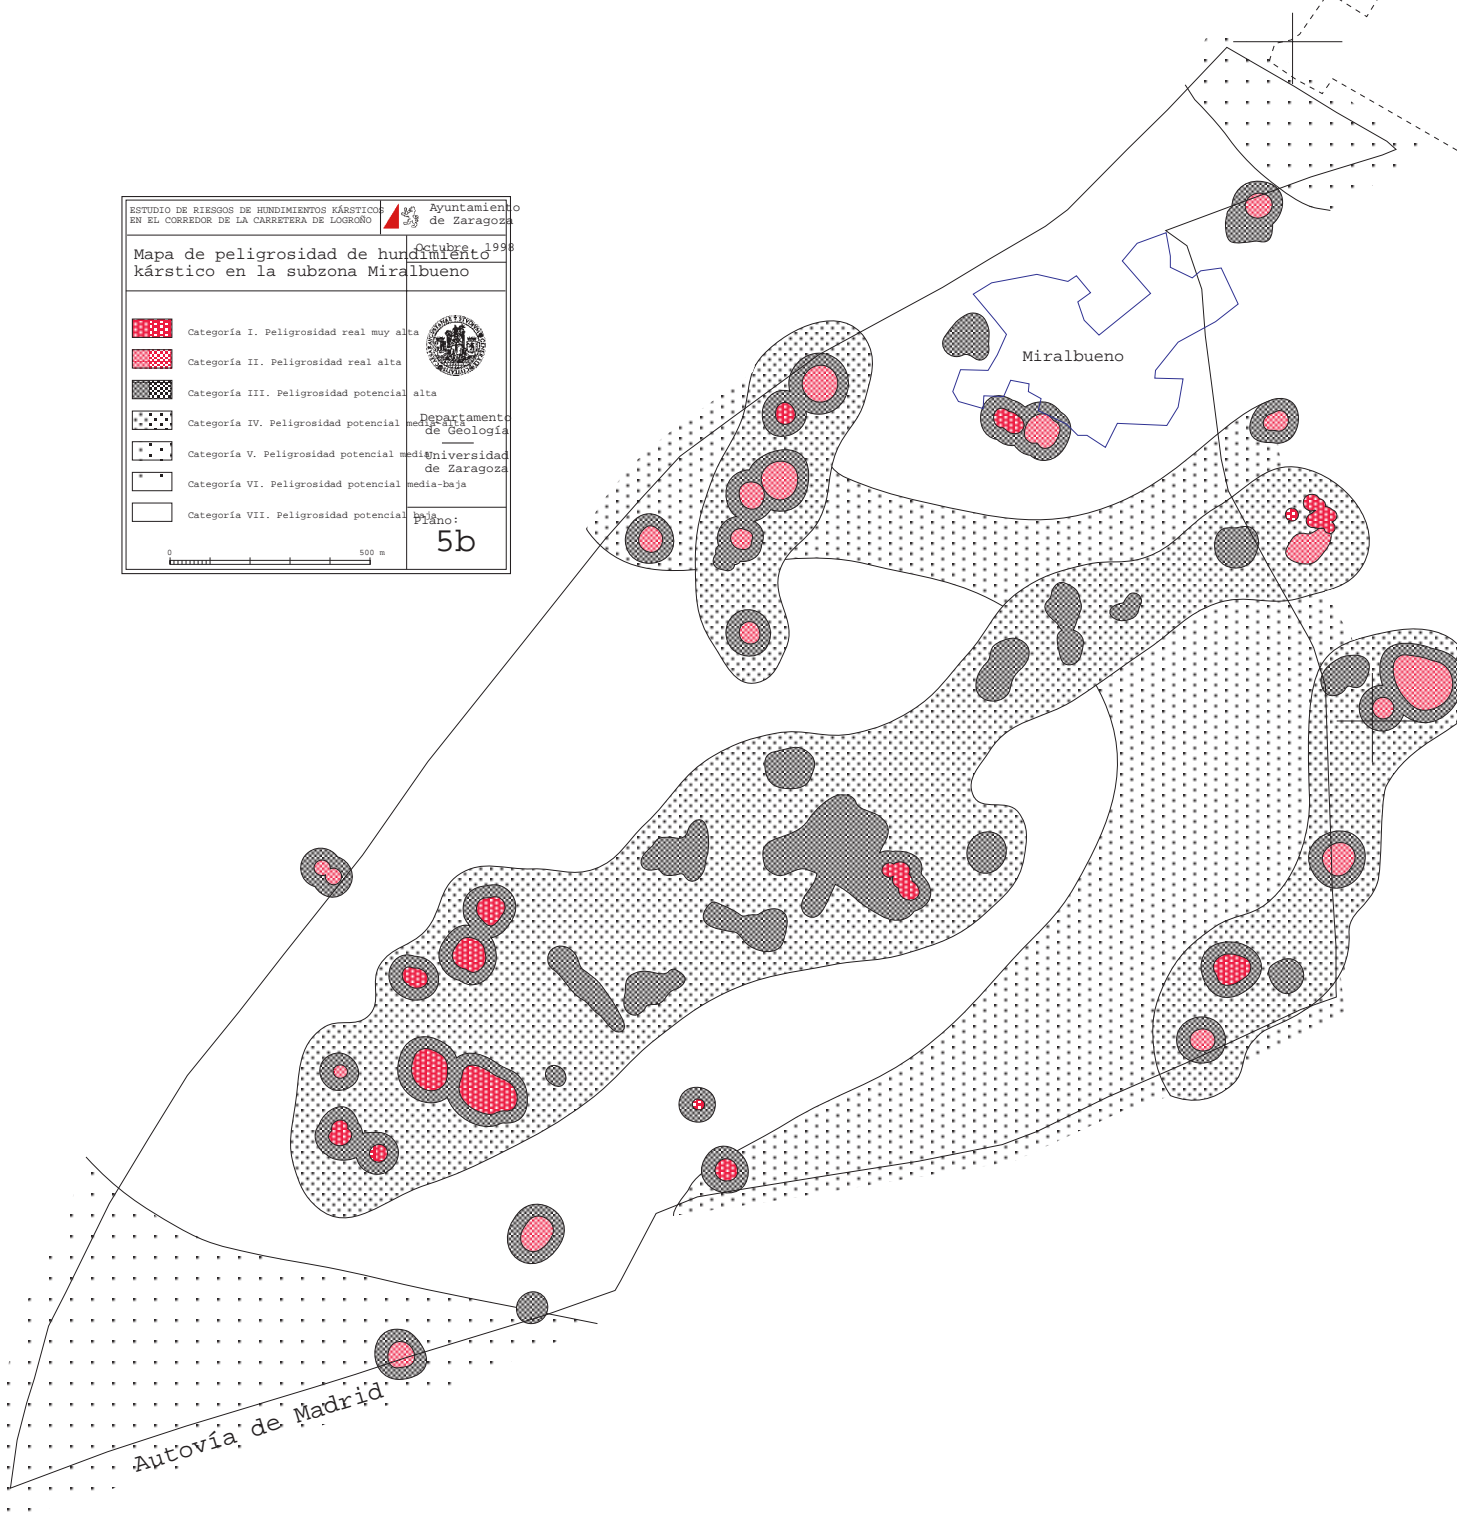 ESTUDIO DE RIESGOS DE HUNDIMIENTOS KÁRSTICOS
EN EL CORREDOR DE LA CARRETERA DE LOGROÑO
Ayuntamiento
de Zaragoza
Mapa de peligrosidad de hundimiento
kárstico en la subzona Miralbueno
Octubre, 1998
Categoría I. Peligrosidad real muy alta
Categoría II. Peligrosidad real alta
Categoría III. Peligrosidad potencial alta
Categoría IV. Peligrosidad potencial media-alta
Categoría V. Peligrosidad potencial media
Categoría VI. Peligrosidad potencial media-baja
Categoría VII. Peligrosidad potencial baja
0 500 m
Departamento
de Geología
Universidad
de Zaragoza
Plano:
5b
Miralbueno
Autovía de Madrid